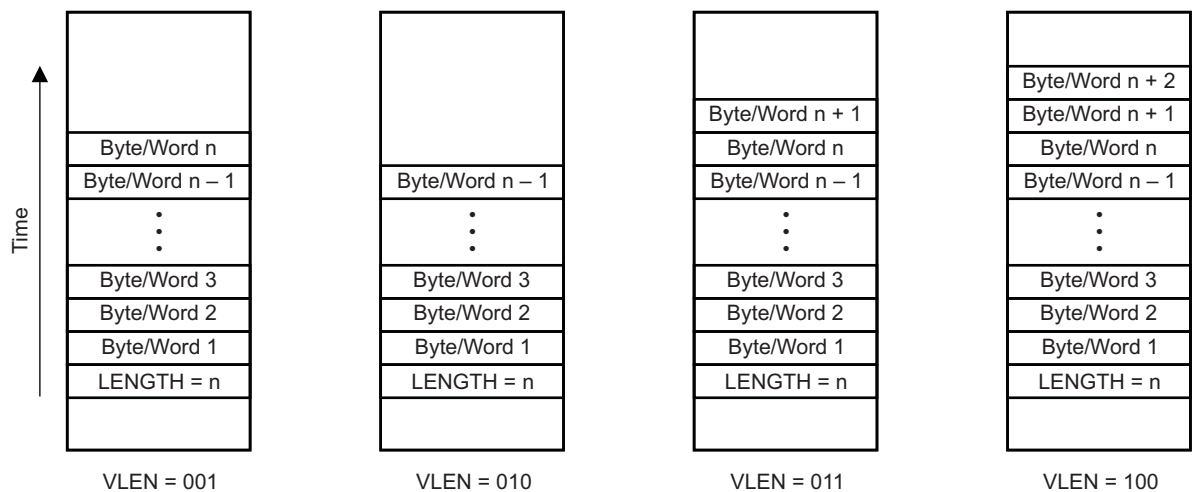 Time
Byte/Word n
Byte/Word n – 1
Byte/Word 3
Byte/Word 2
Byte/Word 1
LENGTH = n
VLEN = 001
Byte/Word n – 1
Byte/Word 3
Byte/Word 2
Byte/Word 1
LENGTH = n
VLEN = 010
Byte/Word n + 1
Byte/Word n
Byte/Word n – 1
Byte/Word 3
Byte/Word 2
Byte/Word 1
LENGTH = n
VLEN = 011
Byte/Word n + 2
Byte/Word n + 1
Byte/Word n
Byte/Word n – 1
Byte/Word 3
Byte/Word 2
Byte/Word 1
LENGTH = n
VLEN = 100